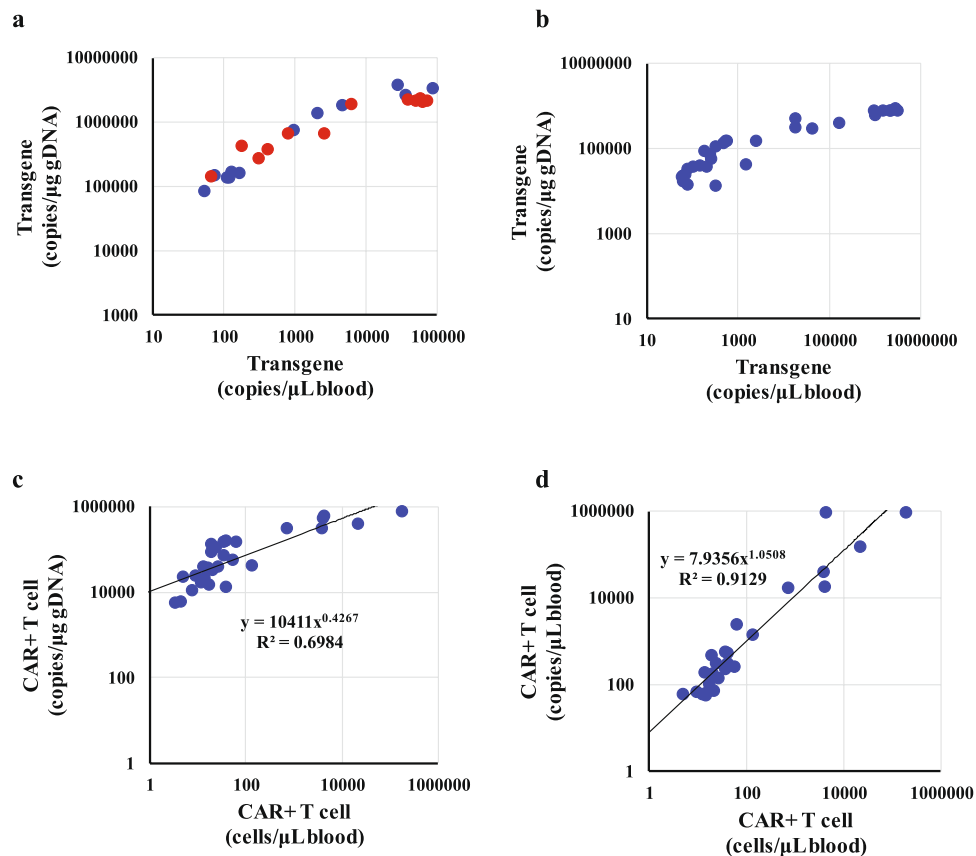 a
Transgene
(copies/μg gDNA)
10000000
1000000
100000
10000
1000
10
100
1000
10000
100000
Transgene
(copies/μL blood)
b
Transgene
(copies/μg gDNA)
10000000
100000
1000
10
10
1000
100000
10000000
Transgene
(copies/μL blood)
c
CAR+ T cell
(copies/μg gDNA)
1000000
10000
100
1
y = 10411x^0.4267
R² = 0.6984
1
100
10000
1000000
CAR+ T cell
(cells/μL blood)
d
CAR+ T cell
(copies/μL blood)
1000000
10000
100
1
y = 7.9356x^1.0508
R² = 0.9129
1
100
10000
1000000
CAR+ T cell
(cells/μL blood)